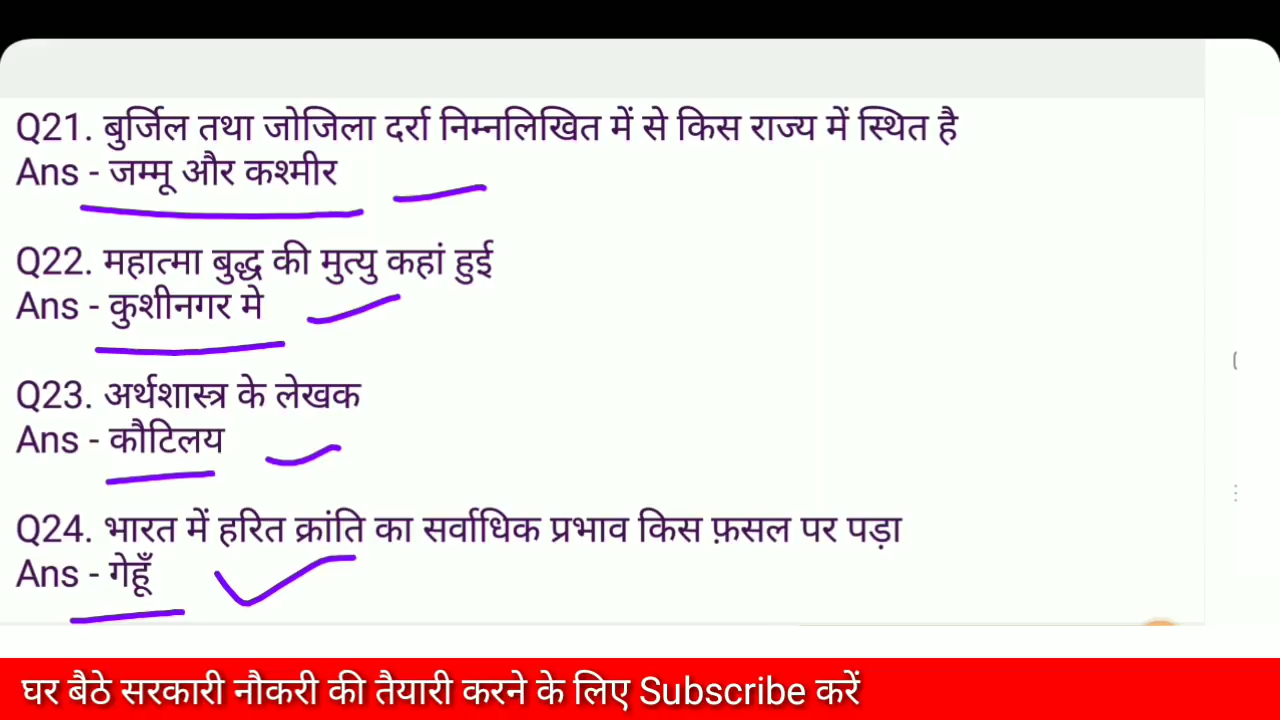 Q21. बुर्जिल तथा जोजिला दर्रा निम्नलिखित में से किस राज्य में स्थित है
Ans - जम्मू और कश्मीर
Q22. महात्मा बुद्ध की मुत्यु कहां हुई
Ans - कुशीनगर मे
Q23. अर्थशास्त्र के लेखक
Ans - कौटिलय
Q24. भारत में हरित क्रांति का सर्वाधिक प्रभाव किस फ़सल पर पड़ा
Ans - गेहूँ
घर बैठे सरकारी नौकरी की तैयारी करने के लिए Subscribe करें